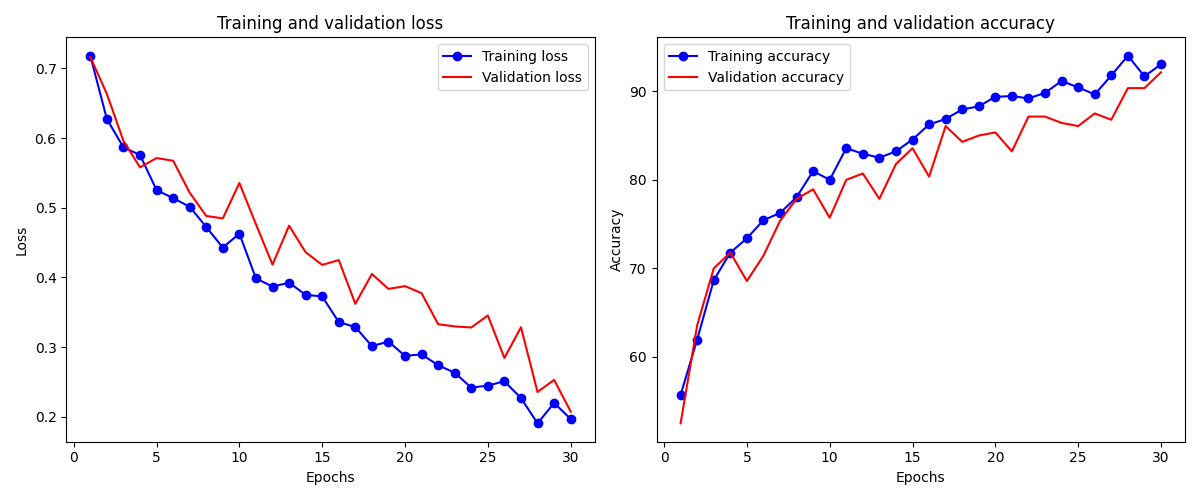 Training and validation loss
Training loss
Validation loss
0.7
0.6
0.5
0.4
0.3
0.2
Loss
0 5 10 15 20 25 30
Epochs
Training and validation accuracy
Training accuracy
Validation accuracy
90
80
70
60
Accuracy
0 5 10 15 20 25 30
Epochs